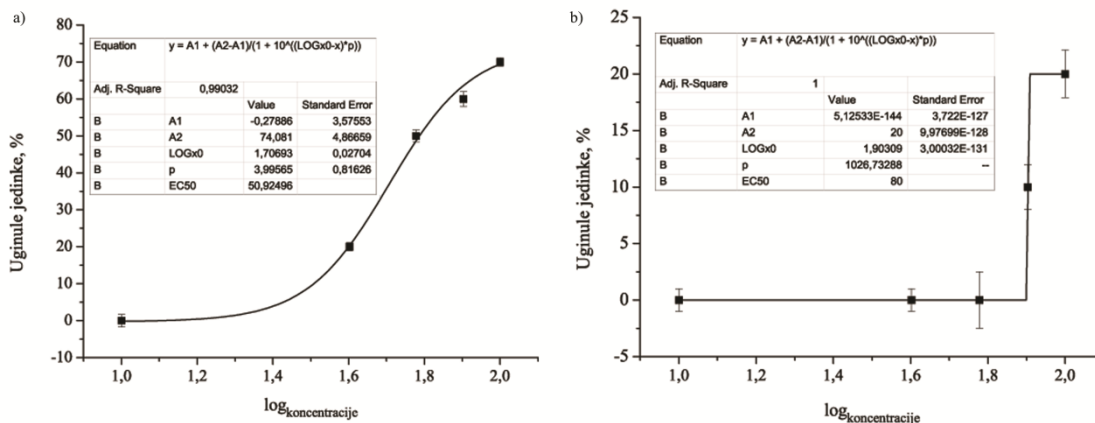 a)
80
70
60
50
40
30
20
10
0
-10
Uginule jedinke, %
Equation y = A1 + (A2-A1)/(1 + 10^((LOGx0-x)*p))
Adj. R-Square 0,99032
Value Standard Error
B A1 -0,27886 3,57553
B A2 74,081 4,86659
B LOGx0 1,70693 0,02704
B p 3,99565 0,81626
B EC50 50,92496
1,0 1,2 1,4 1,6 1,8 2,0
logkoncentracije
b)
25
20
15
10
5
0
-5
Uginule jedinke, %
Equation y = A1 + (A2-A1)/(1 + 10^((LOGx0-x)*p))
Adj. R-Square 1
Value Standard Error
B A1 5,12533E-144 3,722E-127
B A2 20 9,97699E-128
B LOGx0 1,90309 3,00032E-131
B p 1026,73288 --
B EC50 80
1,0 1,2 1,4 1,6 1,8 2,0
logkoncentracije